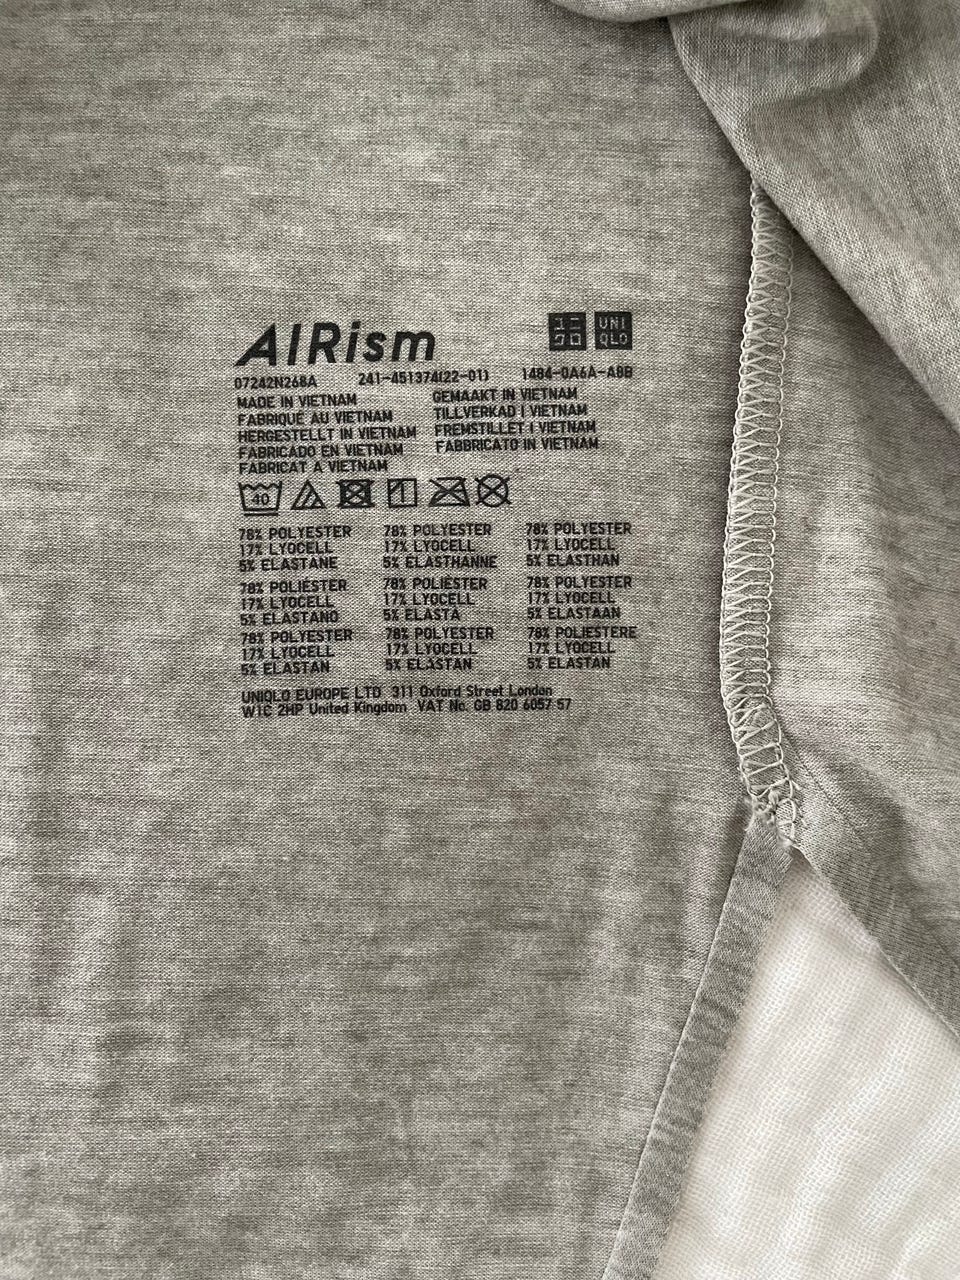 AIRism
ユニ
クロ
UNI
QLO
07242N268A 241-451374(22-01) 1484-0A6A-A8B
MADE IN VIETNAM
FABRIQUÉ AU VIETNAM
HERGESTELLT IN VIETNAM
FABRICADO EN VIETNAM
FABRICAT A VIETNAM
GEMAAKT IN VIETNAM
TILLVERKAD I VIETNAM
FREMSTILLET I VIETNAM
FABBRICATO IN VIETNAM
40
78% POLYESTER
17% LYOCELL
5% ELASTANE
78% POLYESTER
17% LYOCELL
5% ELASTHANNE
78% POLYESTER
17% LYOCELL
5% ELASTHAN
78% POLIÉSTER
17% LYOCELL
5% ELASTANO
78% POLIÈSTER
17% LYOCELL
5% ELASTÀ
78% POLYESTER
17% LYOCELL
5% ELASTAAN
78% POLYESTER
17% LYOCELL
5% ELASTAN
78% POLYESTER
17% LYOCELL
5% ELASTAN
78% POLIESTERE
17% LYOCELL
5% ELASTAN
UNIQLO EUROPE LTD 311 Oxford Street London
W1C 2HP United Kingdom VAT No. GB 820 6057 57